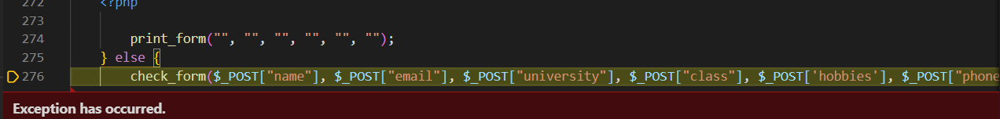 272 <?php
273
274 print_form("", "", "", "", "", "");
275 } else {
276 check_form($_POST["name"], $_POST["email"], $_POST["university"], $_POST["class"], $_POST['hobbies'], $_POST["phone
Exception has occurred.